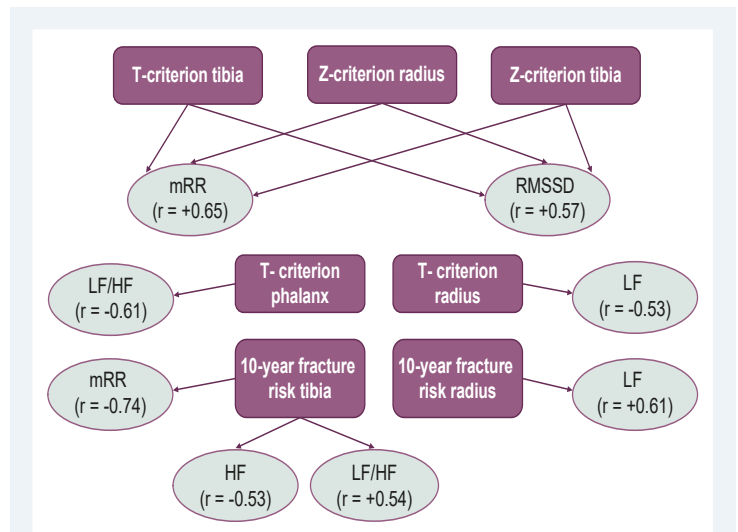 T-criterion tibia
Z-criterion radius
Z-criterion tibia
mRR
(r = +0.65)
RMSSD
(r = +0.57)
LF/HF
(r = -0.61)
T- criterion
phalanx
T- criterion
radius
LF
(r = -0.53)
mRR
(r = -0.74)
10-year fracture
risk tibia
10-year fracture
risk radius
LF
(r = +0.61)
HF
(r = -0.53)
LF/HF
(r = +0.54)